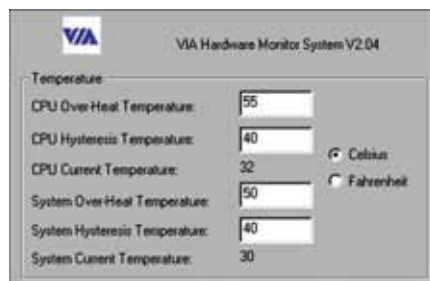 VIA
VIA Hardware Monitor System V2.04
Temperature
CPU Over-Heat Temperature: 55
CPU Hysteresis Temperature: 40
CPU Current Temperature: 32
Celsius
Fahrenheit
System Over-Heat Temperature: 50
System Hysteresis Temperature: 40
System Current Temperature: 30